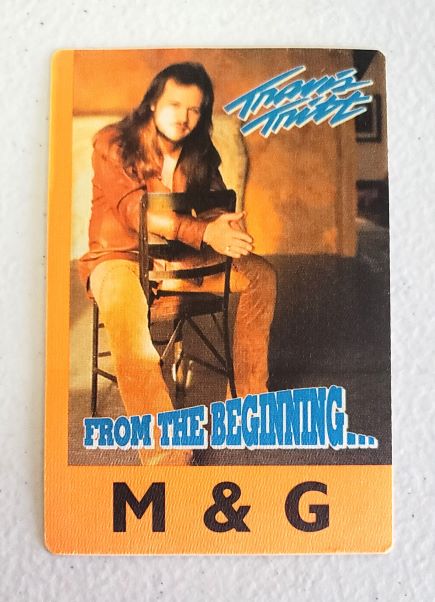 Travis
Tritt
FROM THE BEGINNING...
M & G